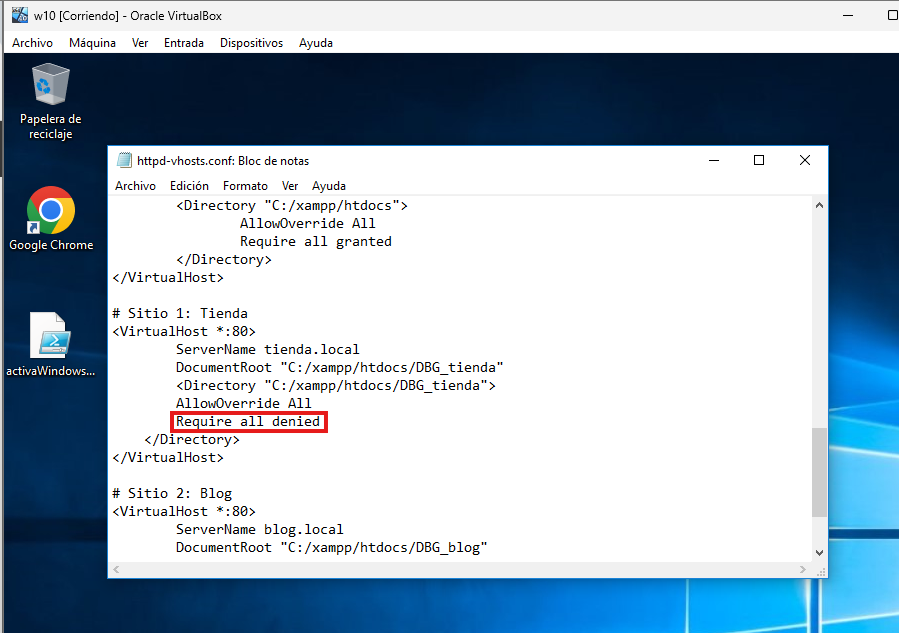 w10 [Corriendo] - Oracle VirtualBox
Archivo Máquina Ver Entrada Dispositivos Ayuda
Papelera de
reciclaje
Google Chrome
activaWindows...
httpd-vhosts.conf: Bloc de notas
Archivo Edición Formato Ver Ayuda
<Directory "C:/xampp/htdocs">
AllowOverride All
Require all granted
</Directory>
</VirtualHost>
# Sitio 1: Tienda
<VirtualHost *:80>
ServerName tienda.local
DocumentRoot "C:/xampp/htdocs/DBG_tienda"
<Directory "C:/xampp/htdocs/DBG_tienda">
AllowOverride All
Require all denied
</Directory>
</VirtualHost>
# Sitio 2: Blog
<VirtualHost *:80>
ServerName blog.local
DocumentRoot "C:/xampp/htdocs/DBG_blog"